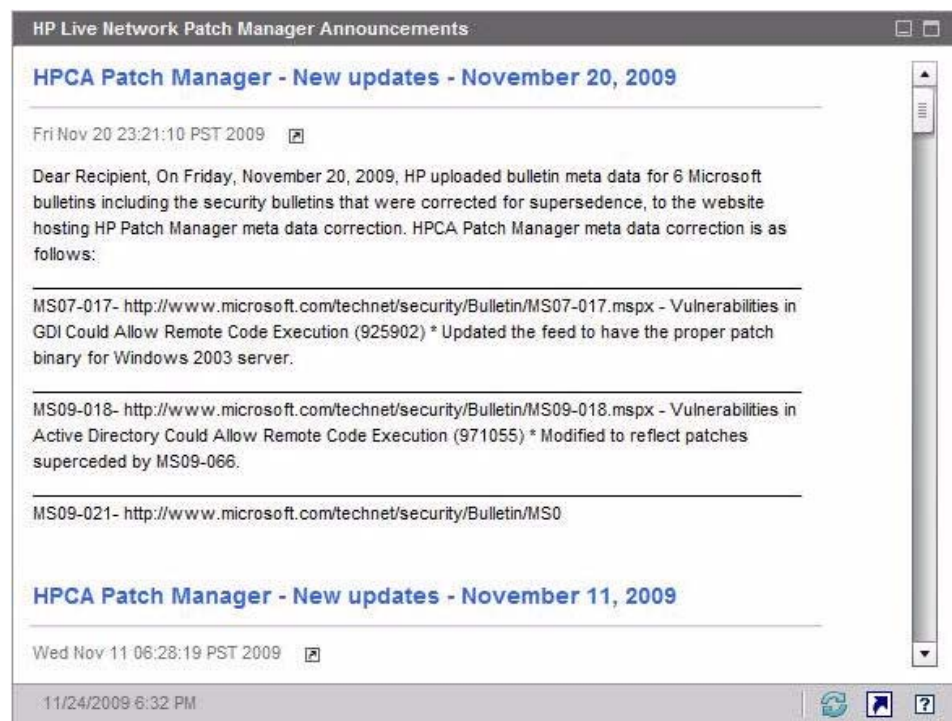 HP Live Network Patch Manager Announcements
HPCA Patch Manager - New updates - November 20, 2009
Fri Nov 20 23:21:10 PST 2009
Dear Recipient, On Friday, November 20, 2009, HP uploaded bulletin meta data for 6 Microsoft
bulletins including the security bulletins that were corrected for supersedence, to the website
hosting HP Patch Manager meta data correction. HPCA Patch Manager meta data correction is as
follows:
MS07-017- http://www.microsoft.com/technet/security/Bulletin/MS07-017.mspx - Vulnerabilities in
GDI Could Allow Remote Code Execution (925902) * Updated the feed to have the proper patch
binary for Windows 2003 server.
MS09-018- http://www.microsoft.com/technet/security/Bulletin/MS09-018.mspx - Vulnerabilities in
Active Directory Could Allow Remote Code Execution (971055) * Modified to reflect patches
superceded by MS09-066.
MS09-021- http://www.microsoft.com/technet/security/Bulletin/MS0
HPCA Patch Manager - New updates - November 11, 2009
Wed Nov 11 06:28:19 PST 2009
11/24/2009 6:32 PM
?